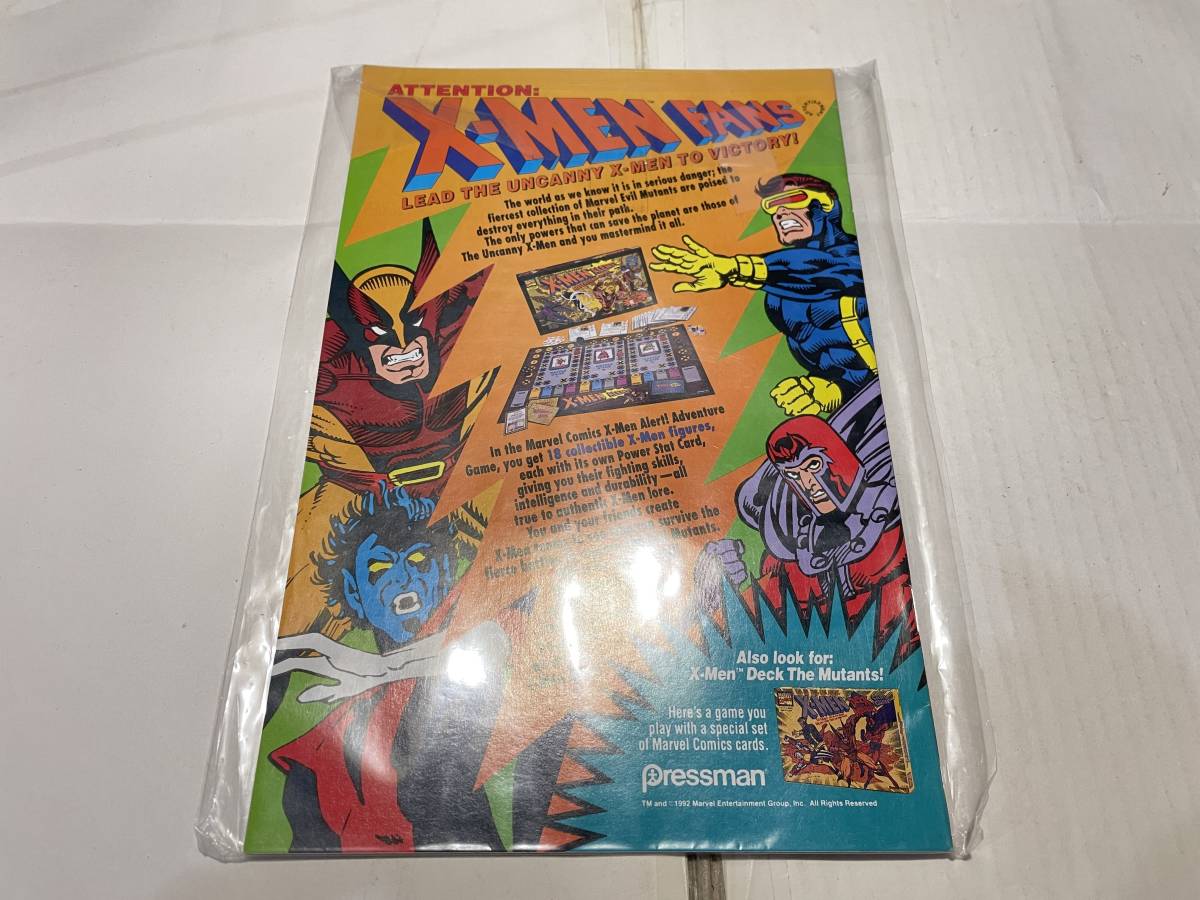 ATTENTION:
X-MEN™ FANS
LEAD THE UNCANNY X-MEN TO VICTORY!
The world as we know it is in serious danger; the
fiercest collection of Marvel Evil Mutants are poised to
destroy everything in their path.
The only powers that can save the planet are those of
The Uncanny X-Men and you mastermind it all.
X-MEN ALERT!
X-MEN
In the Marvel Comics X-Men Alert! Adventure
Game, you get 18 collectible X-Men figures,
each with its own Power Stat Card,
giving you their fighting skills,
intelligence and durability—all
true to authentic X-Men lore.
You and your friends create
X-Men survive the
fierce Mutants.
Also look for:
X-Men™ Deck The Mutants!
Here's a game you
play with a special set
of Marvel Comics cards.
X-MEN
Pressman®
TM and ©1992 Marvel Entertainment Group, Inc. All Rights Reserved